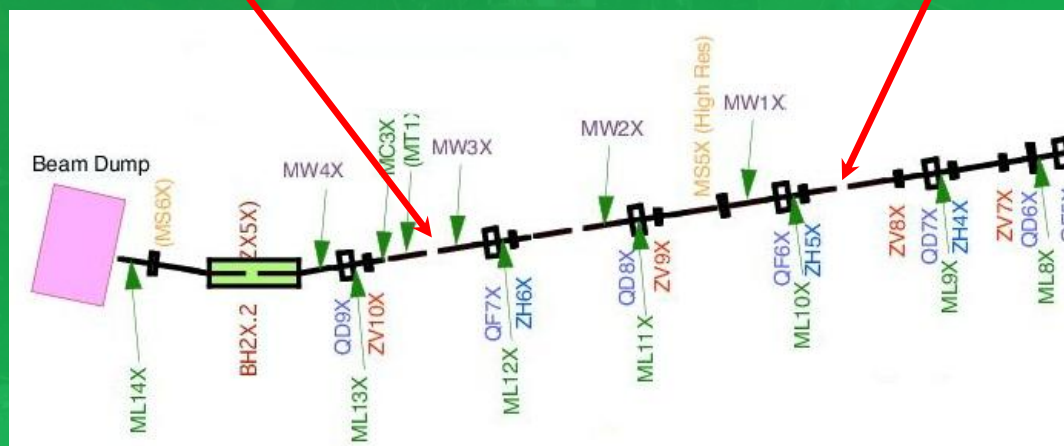 Beam Dump
(MS6X)
ML14X
BH2X.2
ZX5X)
MW4X
QD9X
ZV10X
ML13X
MC3X
(MT1X
MW3X
QF7X
ZH6X
ML12X
MW2X
QD8X
ZV9X
ML11X
MS5X (High Res)
MW1X
QF6X
ZH5X
ML10X
ZV8X
QD7X
ZH4X
ML9X
ZV7X
QD6X
ML8X